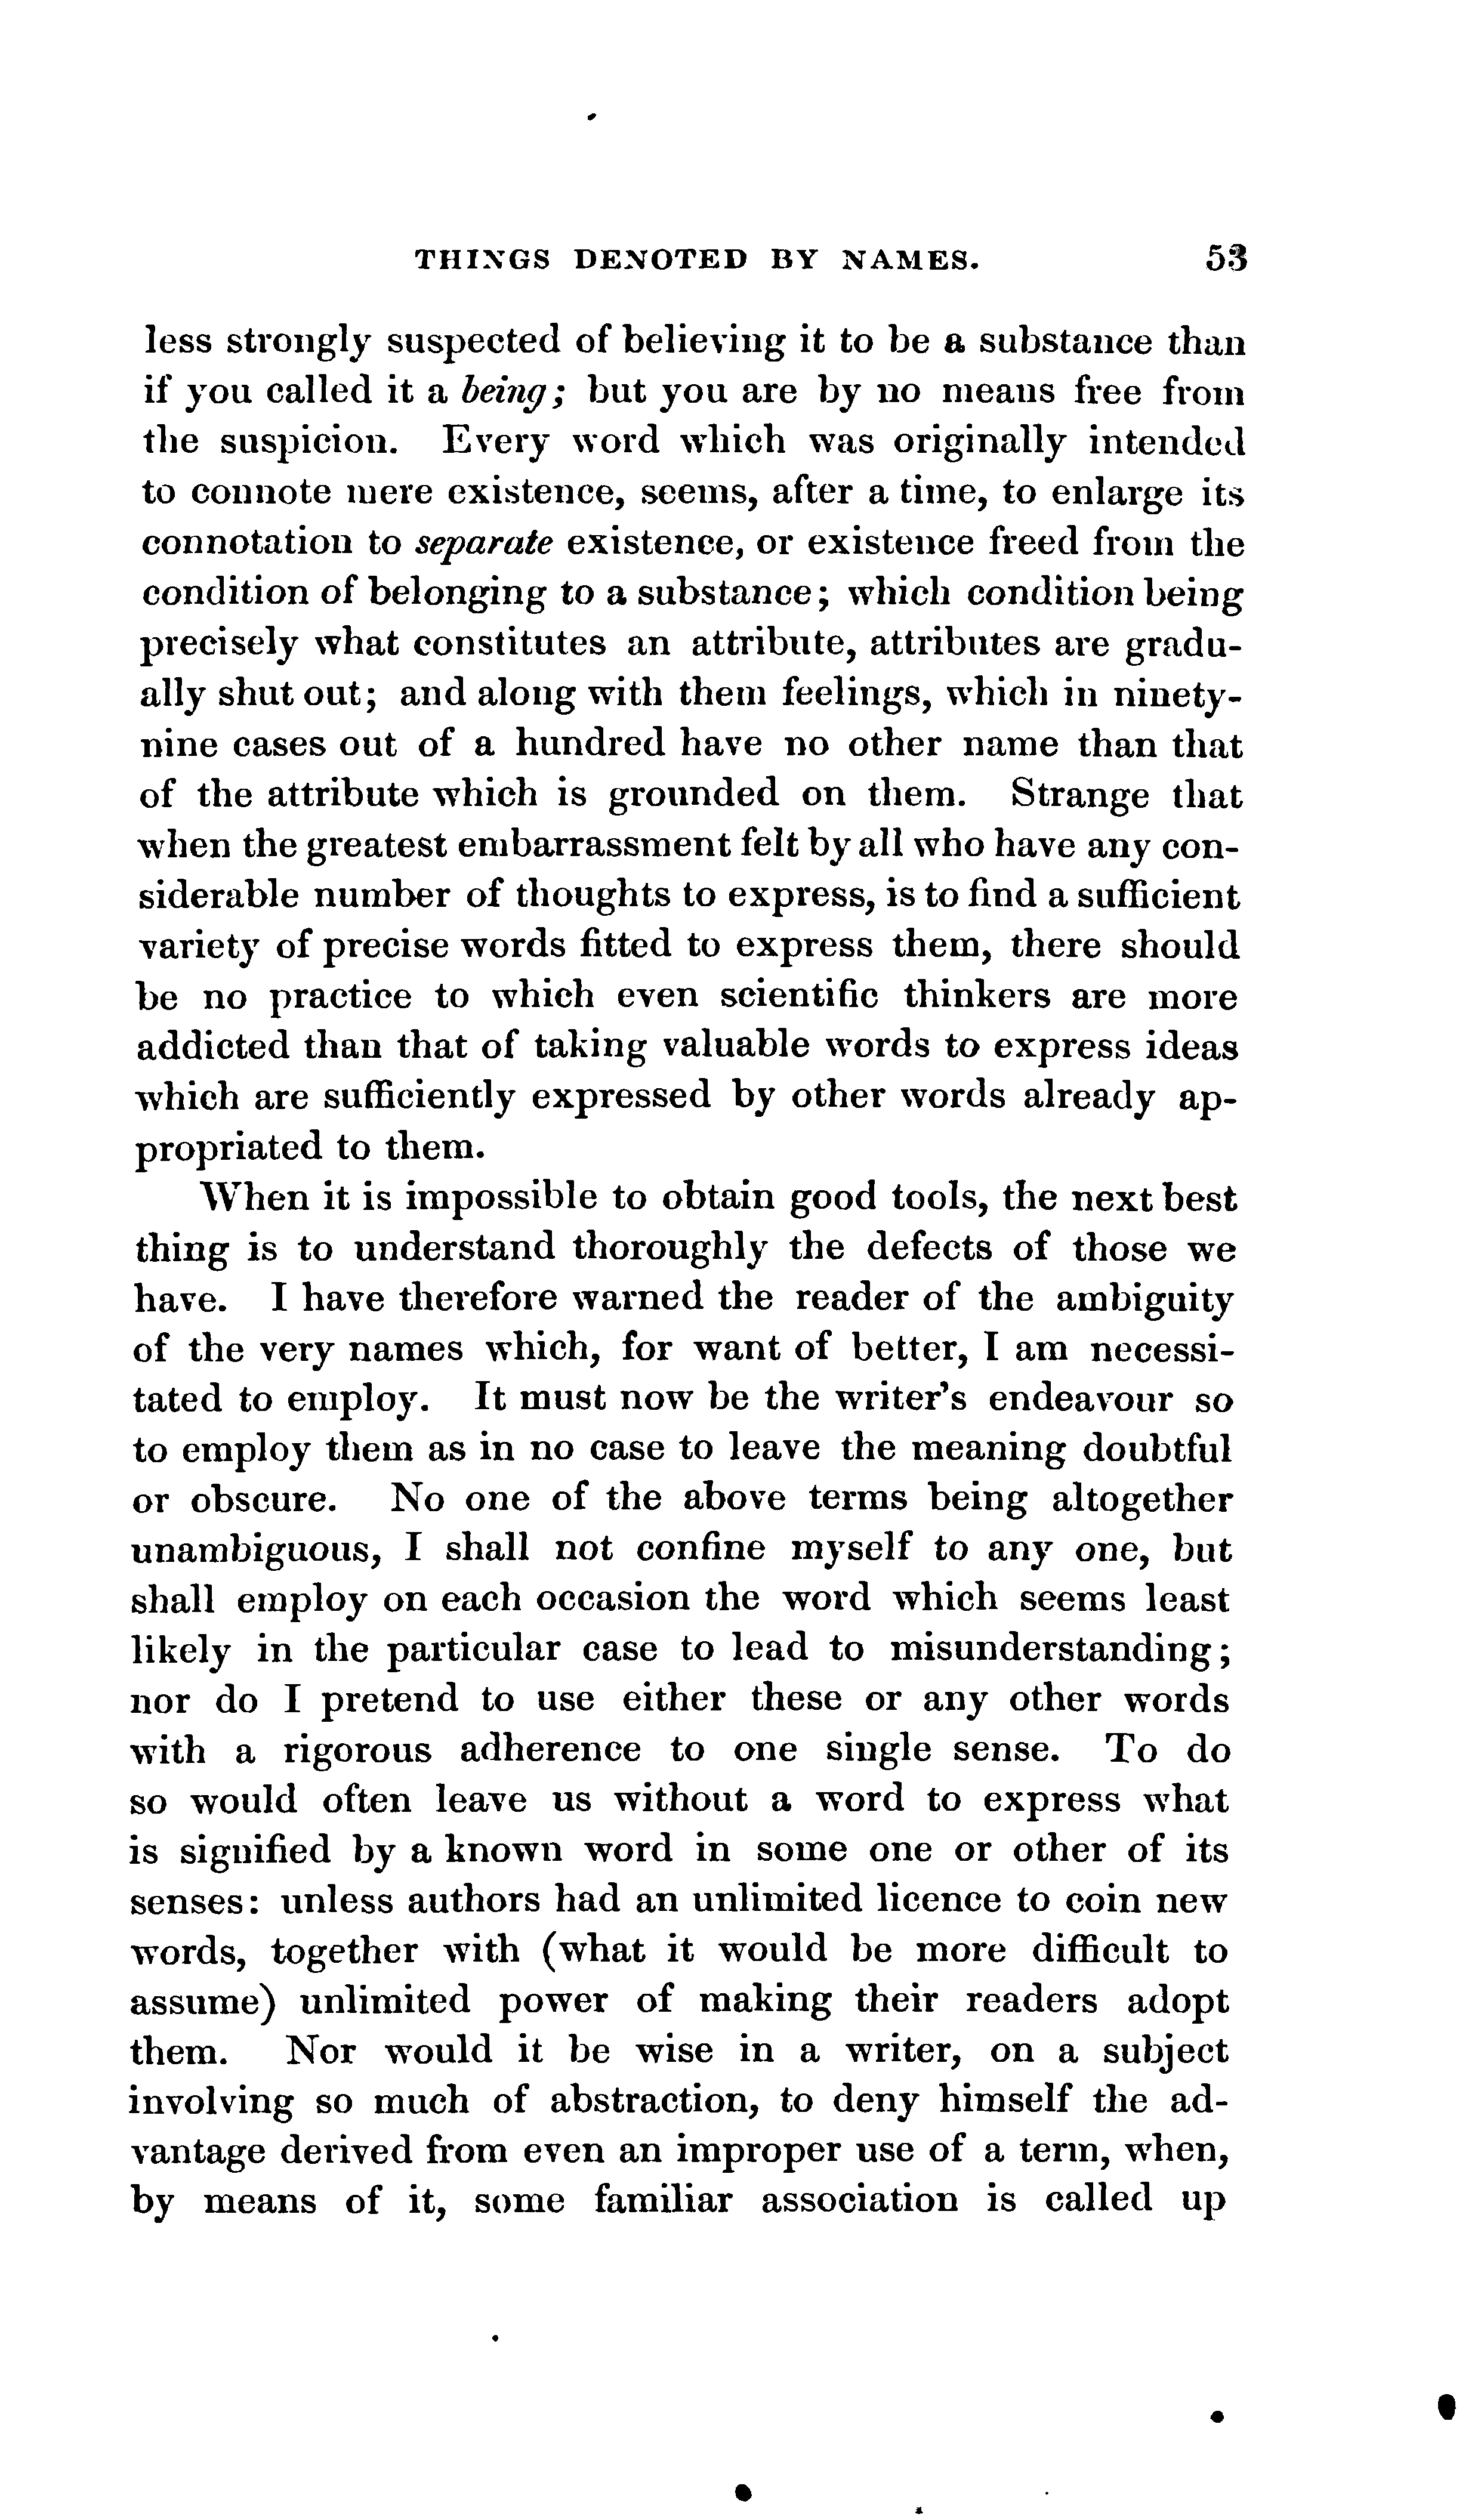 THINGS DENOTED BY NAMES. 53
less strongly suspected of believing it to be a substance than
if you called it a being; but you are by no means free from
the suspicion. Every word which was originally intended
to connote mere existence, seems, after a time, to enlarge its
connotation to separate existence, or existence freed from the
condition of belonging to a substance; which condition being
precisely what constitutes an attribute, attributes are gradu-
ally shut out; and along with them feelings, which in ninety-
nine cases out of a hundred have no other name than that
of the attribute which is grounded on them. Strange that
when the greatest embarrassment felt by all who have any con-
siderable number of thoughts to express, is to find a sufficient
variety of precise words fitted to express them, there should
be no practice to which even scientific thinkers are more
addicted than that of taking valuable words to express ideas
which are sufficiently expressed by other words already ap-
propriated to them.
When it is impossible to obtain good tools, the next best
thing is to understand thoroughly the defects of those we
have. I have therefore warned the reader of the ambiguity
of the very names which, for want of better, I am necessi-
tated to employ. It must now be the writer's endeavour so
to employ them as in no case to leave the meaning doubtful
or obscure. No one of the above terms being altogether
unambiguous, I shall not confine myself to any one, but
shall employ on each occasion the word which seems least
likely in the particular case to lead to misunderstanding;
nor do I pretend to use either these or any other words
with a rigorous adherence to one single sense. To do
so would often leave us without a word to express what
is signified by a known word in some one or other of its
senses: unless authors had an unlimited licence to coin new
words, together with (what it would be more difficult to
assume) unlimited power of making their readers adopt
them. Nor would it be wise in a writer, on a subject
involving so much of abstraction, to deny himself the ad-
vantage derived from even an improper use of a term, when,
by means of it, some familiar association is called up